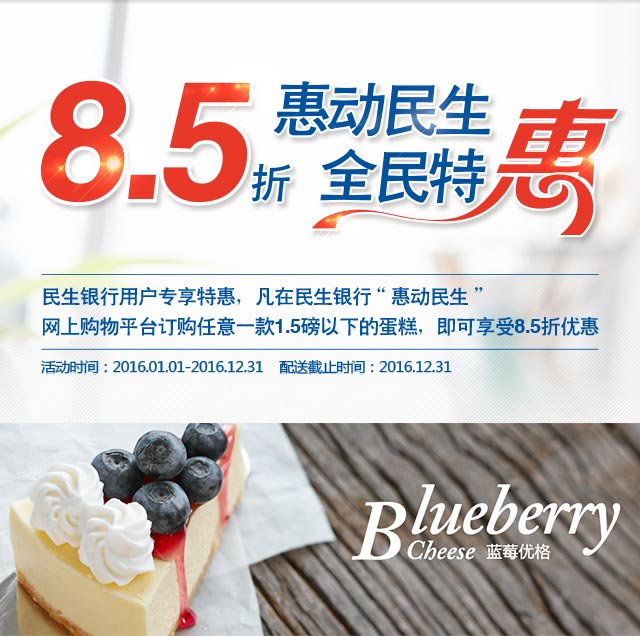 8.5折
惠动民生
全民特惠
民生银行用户专享特惠，凡在民生银行“惠动民生”
网上购物平台订购任意一款1.5磅以下的蛋糕，即可享受8.5折优惠
活动时间：2016.01.01-2016.12.31 配送截止时间：2016.12.31
Blueberry
Cheese 蓝莓优格